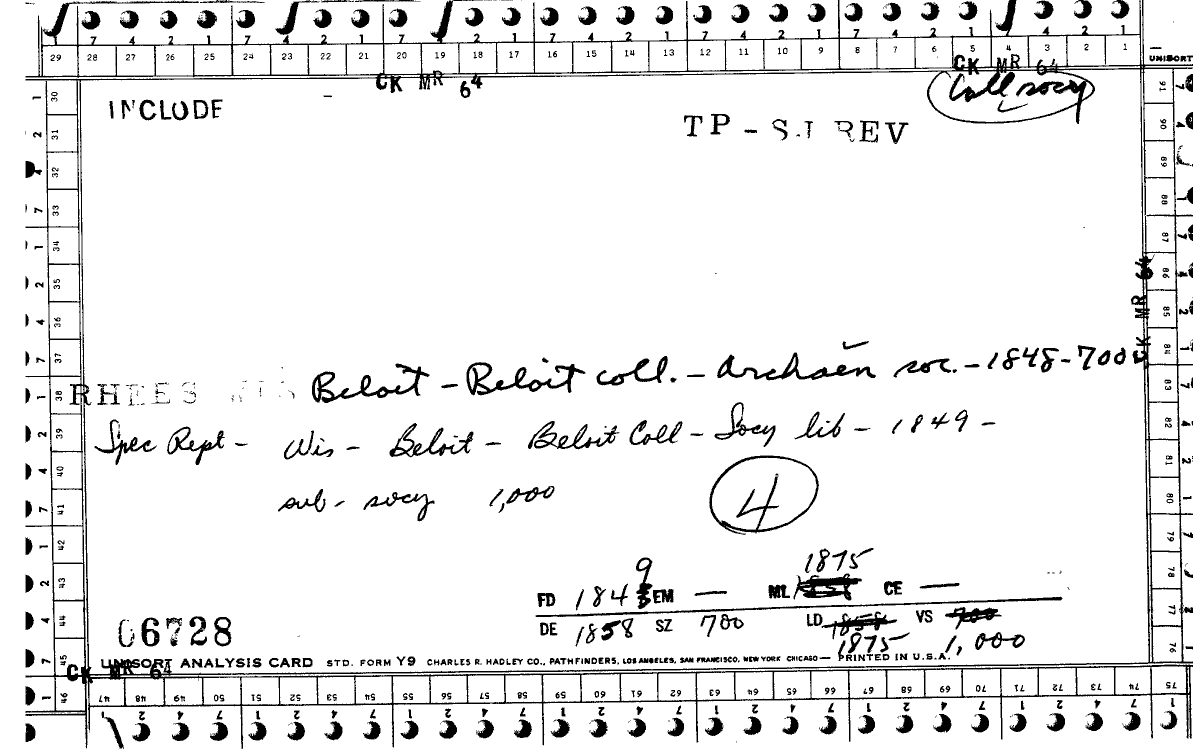 7 4 2 1 7 4 2 1 7 4 2 1 7 4 2 1 7 4 2 1 7 4 2 1
29 28 27 26 25 24 23 22 21 20 19 18 17 16 15 14 13 12 11 10 9 8 7 6 5 4 3 2 1
UNISORT
CK MR 64
CK MR 64
Coll socy
INCLUDE
TP - SJ REV
CK MR 64
RHEES WIS Beloit - Beloit coll. - Archaen soc. - 1848 - 700
Spec Rept - Wis - Beloit - Beloit Coll - Socy lib - 1849 -
sub - socy 1,000
4
1875
FD 1849 EM — ML 1858 CE —
DE 1858 SZ 700 LD 1858 VS 700
1875 1,000
06728
UNISORT ANALYSIS CARD STD. FORM Y9 CHARLES R. HADLEY CO., PATHFINDERS, LOS ANGELES, SAN FRANCISCO, NEW YORK CHICAGO — PRINTED IN U.S.A.
CK MR 64
30 31 32 33 34 35 36 37 38 39 40 41 42 43 44 45 46
91 90 89 88 87 86 85 84 83 82 81 80 79 78 77 76
47 48 49 50 51 52 53 54 55 56 57 58 59 60 61 62 63 64 65 66 67 68 69 70 71 72 73 74 75